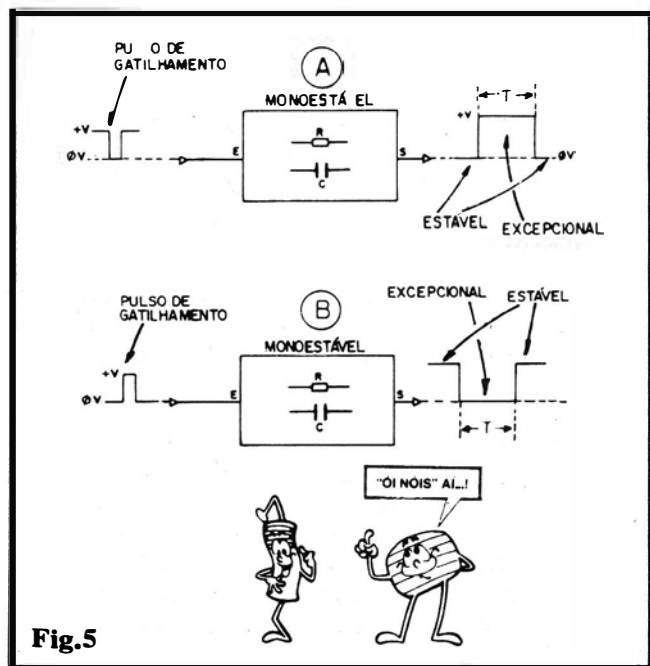 PU O DE
GATILHAMENTO
A
MONOESTÁ EL
+V
ØV
E
R
C
S
T
+V
ØV
ESTÁVEL
EXCEPCIONAL
B
PULSO DE
GATILHAMENTO
MONOESTÁVEL
EXCEPCIONAL
ESTÁVEL
+V
ØV
E
R
C
S
T
"ÓI NÓIS" AÍ...!
Fig.5